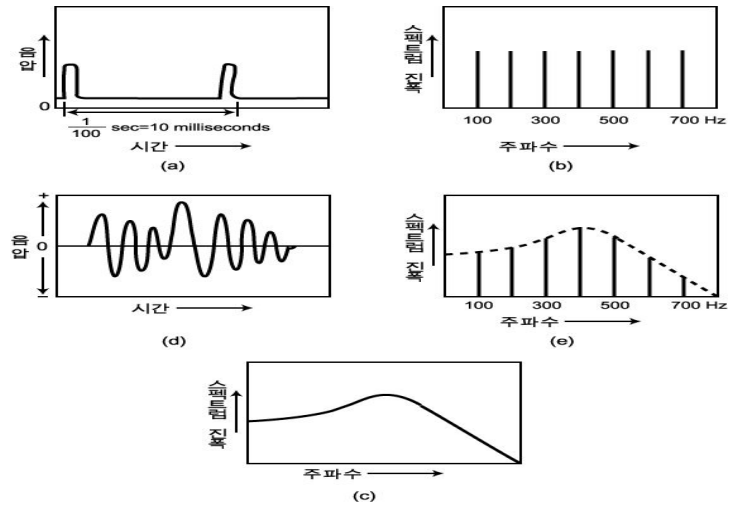 음압
0
1/100 sec=10 milliseconds
시간
(a)
스펙트럼 진폭
100 300 500 700 Hz
주파수
(b)
+
음압
0
−
시간
(d)
스펙트럼 진폭
100 300 500 700 Hz
주파수
(e)
스펙트럼 진폭
주파수
(c)